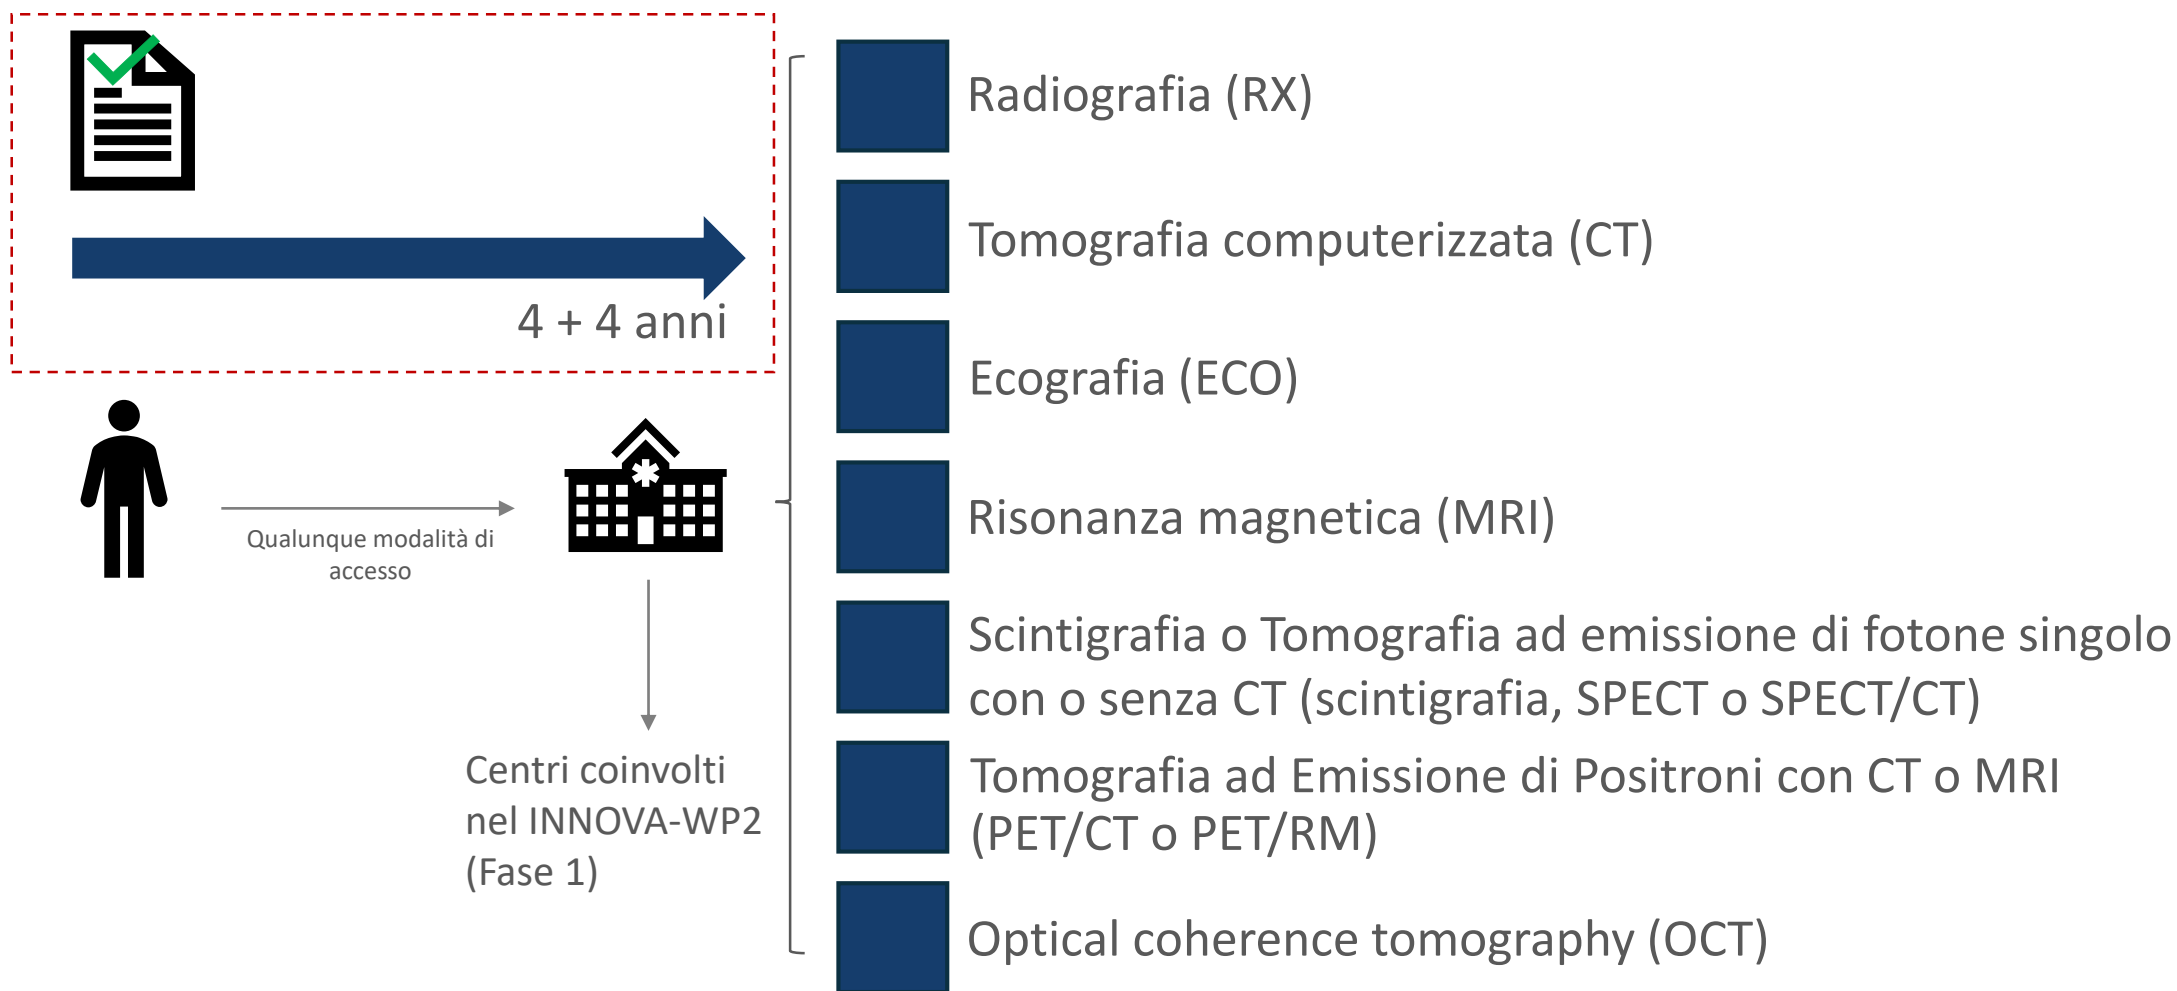 4 + 4 anni
Qualunque modalità di
accesso
Centri coinvolti
nel INNOVA-WP2
(Fase 1)
Radiografia (RX)
Tomografia computerizzata (CT)
Ecografia (ECO)
Risonanza magnetica (MRI)
Scintigrafia o Tomografia ad emissione di fotone singolo
con o senza CT (scintigrafia, SPECT o SPECT/CT)
Tomografia ad Emissione di Positroni con CT o MRI
(PET/CT o PET/RM)
Optical coherence tomography (OCT)